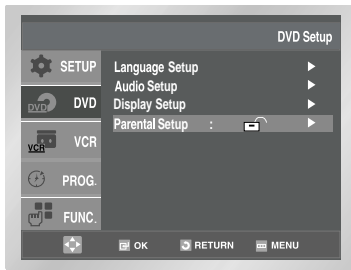 DVD Setup
SETUP
DVD DVD
VCR VCR
PROG.
FUNC.
Language Setup ▶
Audio Setup ▶
Display Setup ▶
Parental Setup : ▶
OK RETURN MENU